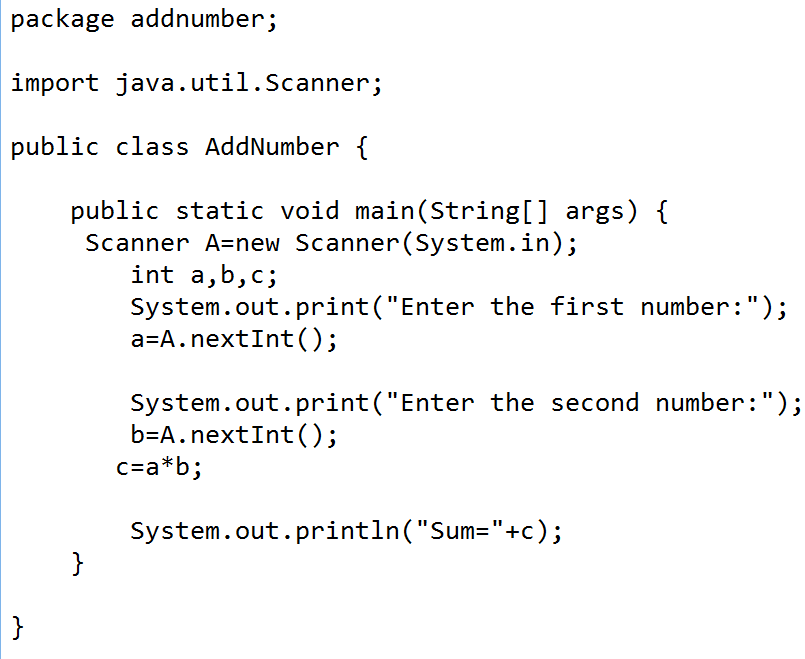 package addnumber;
import java.util.Scanner;
public class AddNumber {
public static void main(String[] args) {
Scanner A=new Scanner(System.in);
int a,b,c;
System.out.print("Enter the first number:");
a=A.nextInt();
System.out.print("Enter the second number:");
b=A.nextInt();
c=a*b;
System.out.println("Sum="+c);
}
}